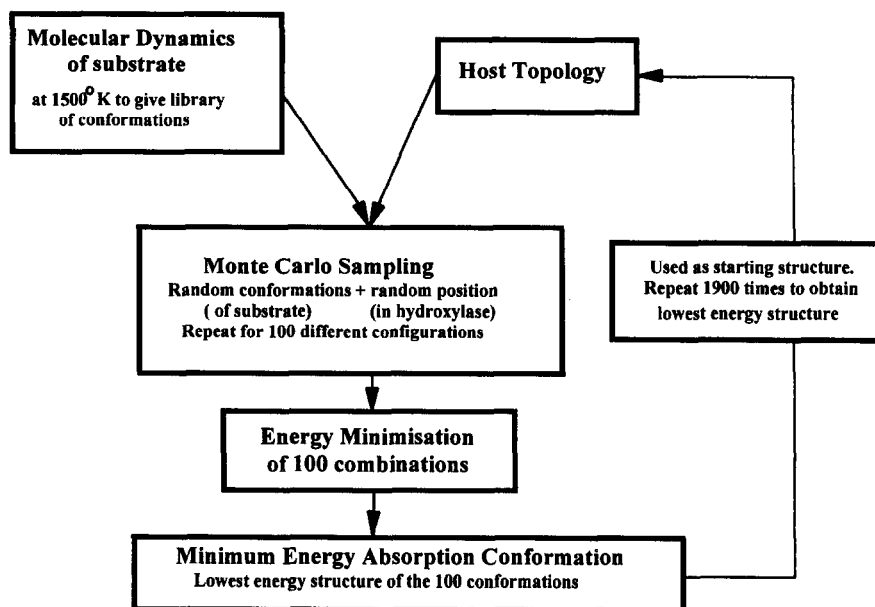 Molecular Dynamics
of substrate
at 1500° K to give library
of conformations
Host Topology
Monte Carlo Sampling
Random conformations + random position
( of substrate) (in hydroxylase)
Repeat for 100 different configurations
Used as starting structure.
Repeat 1900 times to obtain
lowest energy structure
Energy Minimisation
of 100 combinations
Minimum Energy Absorption Conformation
Lowest energy structure of the 100 conformations